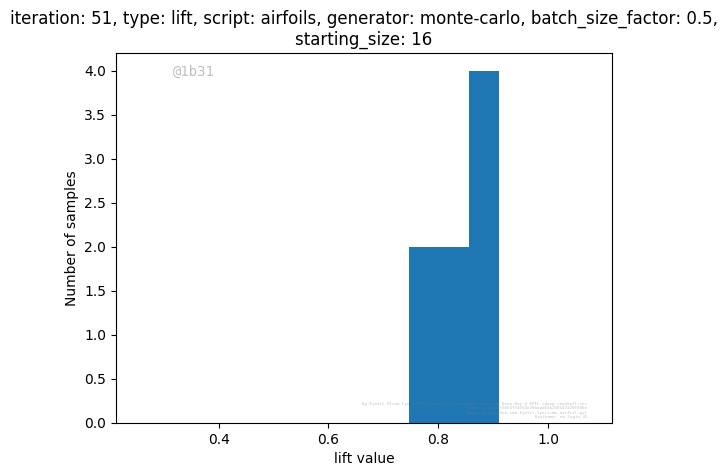 iteration: 51, type: lift, script: airfoils, generator: monte-carlo, batch_size_factor: 0.5,
starting_size: 16
@1b31
4.0
3.5
3.0
2.5
2.0
1.5
1.0
0.5
0.0
Number of samples
0.4 0.6 0.8 1.0
lift value